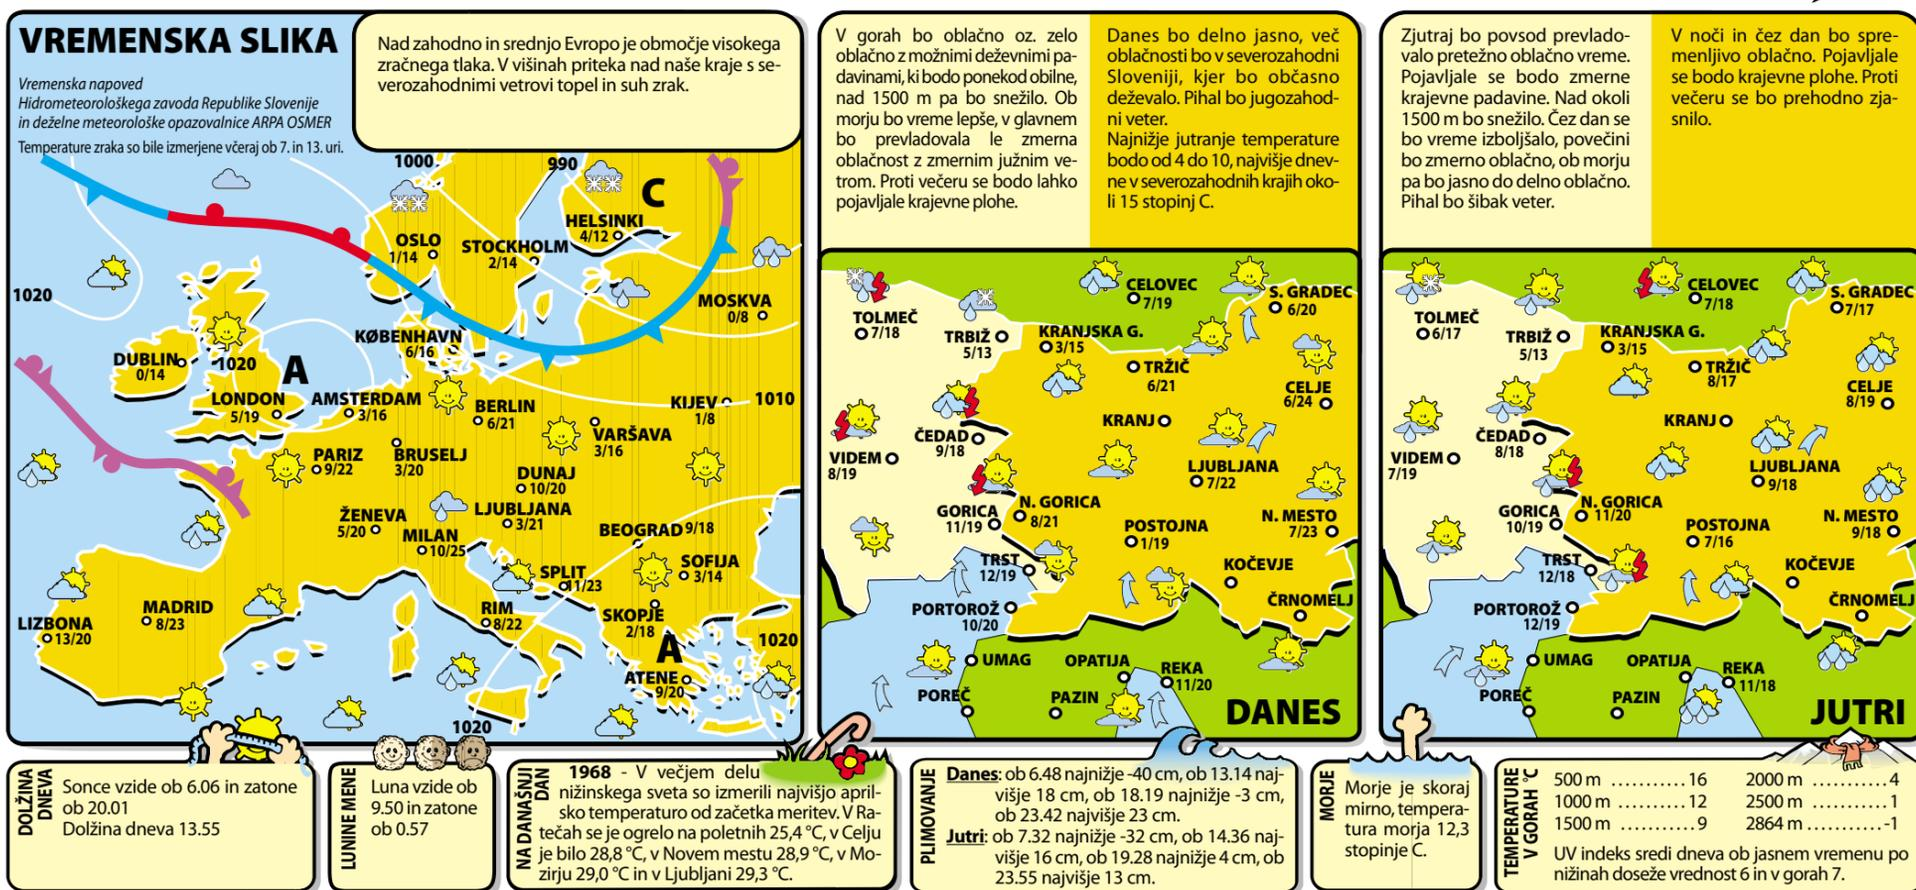 VREMENSKA SLIKA
Vremenska napoved
Hidrometeorološkega zavoda Republike Slovenije
in deželne meteorološke opazovalnice ARPA OSMER
Temperature zraka so bile izmerjene včeraj ob 7. in 13. uri.
Nad zahodno in srednjo Evropo je območje visokega
zračnega tlaka. V višinah priteka nad naše kraje s se-
verozahodnimi vetrovi topel in suh zrak.
1000
990
C
HELSINKI
4/12
OSLO
1/14
STOCKHOLM
2/14
1020
MOSKVA
0/8
KØBENHAVN
6/16
DUBLIN
0/14
1020
A
LONDON
5/19
AMSTERDAM
3/16
BERLIN
6/21
KIJEV
1/8
1010
VARŠAVA
3/16
PARIZ
9/22
BRUSELJ
3/20
DUNAJ
10/20
LJUBLJANA
3/21
ŽENEVA
5/20
MILAN
10/25
BEOGRAD 9/18
SOFIJA
3/14
SPLIT
11/23
MADRID
8/23
LIZBONA
13/20
RIM
8/22
SKOPJE
2/18
A
1020
ATENE
9/20
1020
V gorah bo oblačno oz. zelo
oblačno z možnimi deževnimi pa-
davinami, ki bodo ponekod obilne,
nad 1500 m pa bo snežilo. Ob
morju bo vreme lepše, v glavnem
bo prevladovala le zmerna
oblačnost z zmernim južnim ve-
trom. Proti večeru se bodo lahko
pojavljale krajevne plohe.
Danes bo delno jasno, več
oblačnosti bo v severozahodni
Sloveniji, kjer bo občasno
deževalo. Pihal bo jugozahod-
ni veter.
Najnižje jutranje temperature
bodo od 4 do 10, najvišje dnev-
ne v severozahodnih krajih oko-
li 15 stopinj C.
CELOVEC
7/19
S. GRADEC
6/20
TOLMEČ
7/18
TRBIŽ
5/13
KRANJSKA G.
3/15
TRŽIČ
6/21
CELJE
6/24
KRANJ
ČEDAD
9/18
VIDEM
8/19
LJUBLJANA
7/22
N. GORICA
8/21
GORICA
11/19
POSTOJNA
1/19
N. MESTO
7/23
TRST
12/19
KOČEVJE
PORTOROŽ
10/20
ČRNOMELJ
UMAG
OPATIJA
REKA
11/20
POREČ
PAZIN
DANES
Zjutraj bo povsod prevlado-
valo pretežno oblačno vreme.
Pojavljale se bodo zmerne
krajevne padavine. Nad okoli
1500 m bo snežilo. Čez dan se
bo vreme izboljšalo, povečini
bo zmerno oblačno, ob morju
pa bo jasno do delno oblačno.
Pihal bo šibak veter.
V noči in čez dan bo spre-
menljivo oblačno. Pojavljale
se bodo krajevne plohe. Proti
večeru se bo prehodno zja-
snilo.
CELOVEC
7/18
S. GRADEC
7/17
TOLMEČ
6/17
TRBIŽ
5/13
KRANJSKA G.
3/15
TRŽIČ
8/17
CELJE
8/19
KRANJ
ČEDAD
8/18
VIDEM
7/19
LJUBLJANA
9/18
N. GORICA
11/20
GORICA
10/19
POSTOJNA
7/16
N. MESTO
9/18
TRST
12/18
KOČEVJE
PORTOROŽ
12/19
ČRNOMELJ
UMAG
OPATIJA
REKA
11/18
POREČ
PAZIN
JUTRI
DOLŽINA
DNEVA
Sonce vzide ob 6.06 in zatone
ob 20.01
Dolžina dneva 13.55
LUNINE MENE
Luna vzide ob
9.50 in zatone
ob 0.57
NA DANAŠNJI
DAN
1968 - V večjem delu
nižinskega sveta so izmerili najvišjo april-
sko temperaturo od začetka meritev. V Ra-
tečah se je ogrelo na poletnih 25,4 °C, v Celju
je bilo 28,8 °C, v Novem mestu 28,9 °C, v Mo-
zirju 29,0 °C in v Ljubljani 29,3 °C.
PLIMOVANJE
Danes: ob 6.48 najnižje -40 cm, ob 13.14 naj-
višje 18 cm, ob 18.19 najnižje -3 cm,
ob 23.42 najvišje 23 cm.
Jutri: ob 7.32 najnižje -32 cm, ob 14.36 naj-
višje 16 cm, ob 19.28 najnižje 4 cm, ob
23.55 najvišje 13 cm.
MORJE
Morje je skoraj
mirno, tempera-
tura morja 12,3
stopinje C.
TEMPERATURE
V GORAH °C
500 m ........... 16
1000 m .......... 12
1500 m .......... 9
2000 m ........... 4
2500 m ........... 1
2864 m ........... -1
UV indeks sredi dneva ob jasnem vremenu po
nižinah doseže vrednost 6 in v gorah 7.